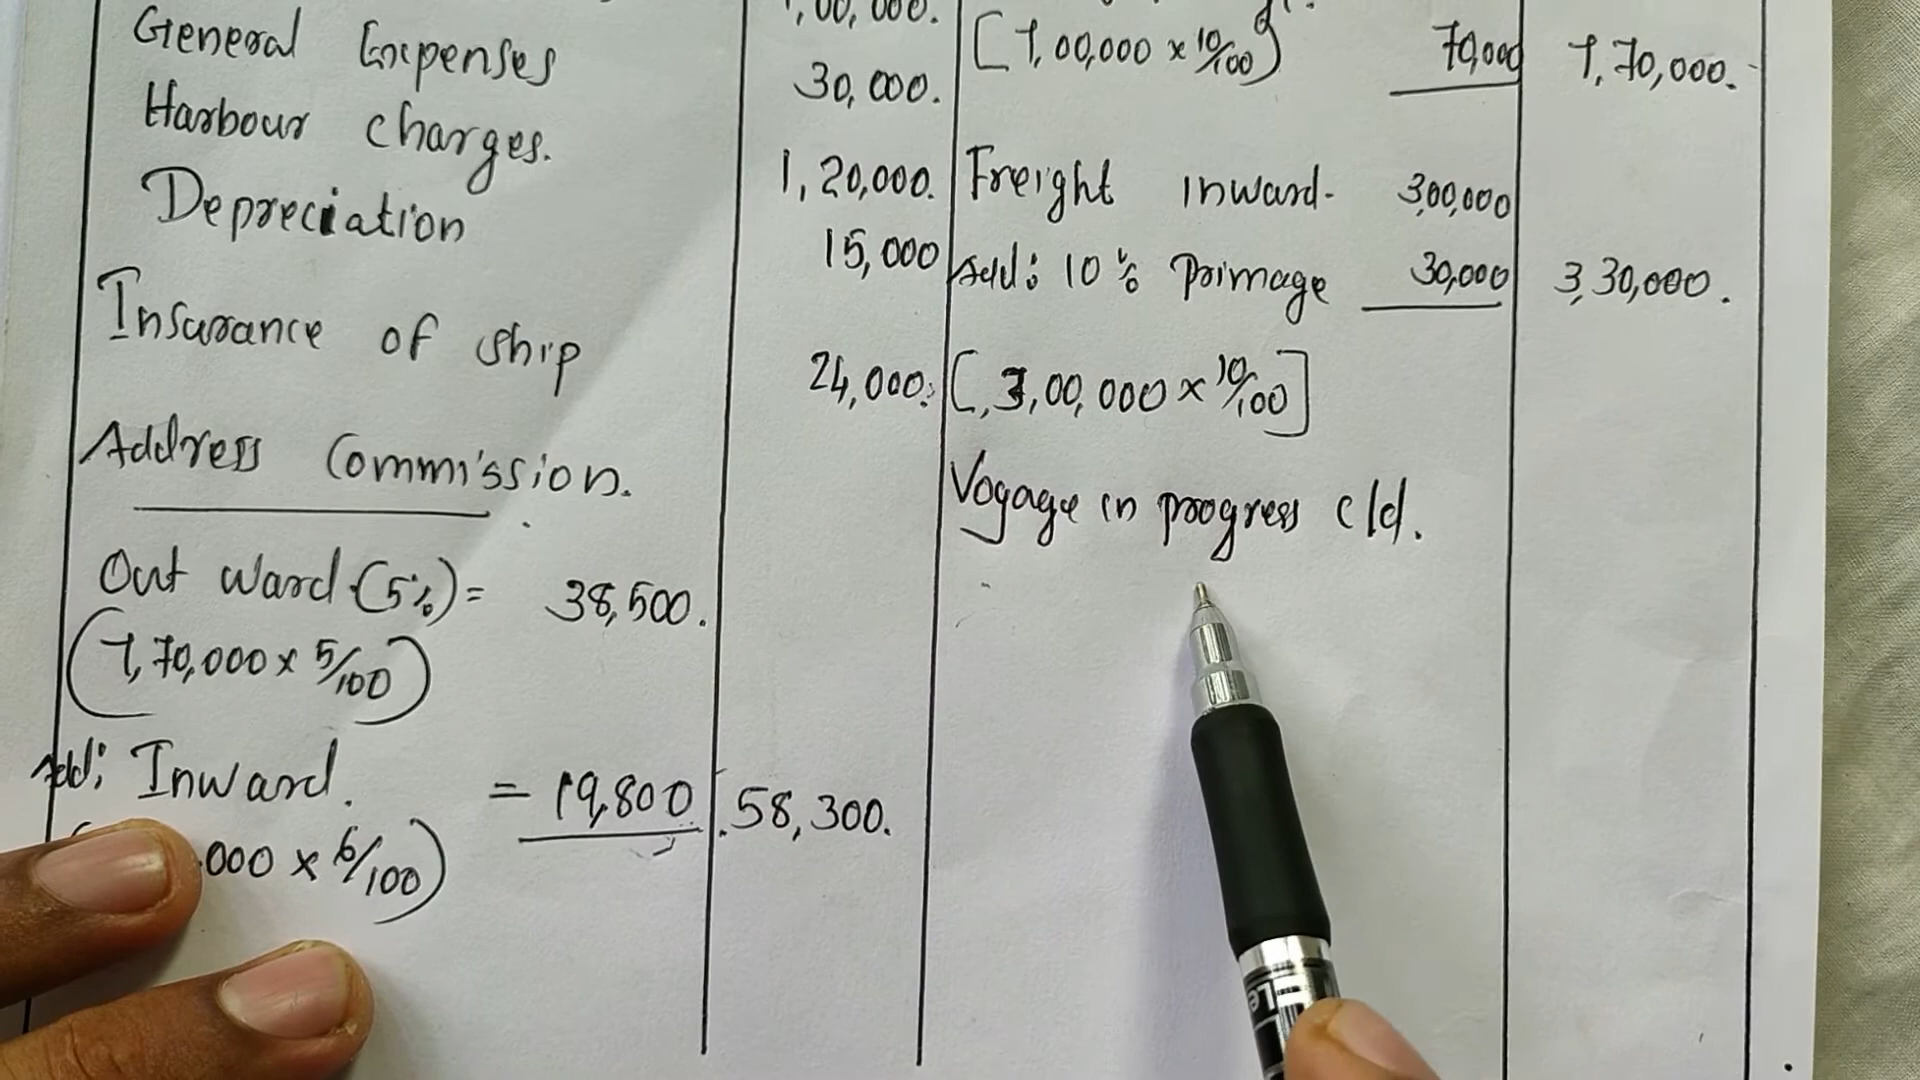 General Expenses
Harbour charges.
Depreciation
Insurance of ship
Address Commission.
Out ward (5%) = 38,500.
(7,70,000 x 5/100)
Add: Inward. = 19,800
000 x 6/100)
,00,000.
30,000.
1,20,000.
15,000
24,000.
58,300.
[7,00,000 x 10/100] 70,000 7,70,000.
Freight inward- 3,00,000
Add: 10% Primage 30,000 3,30,000.
[3,00,000 x 10/100]
Vogage in progress c/d.